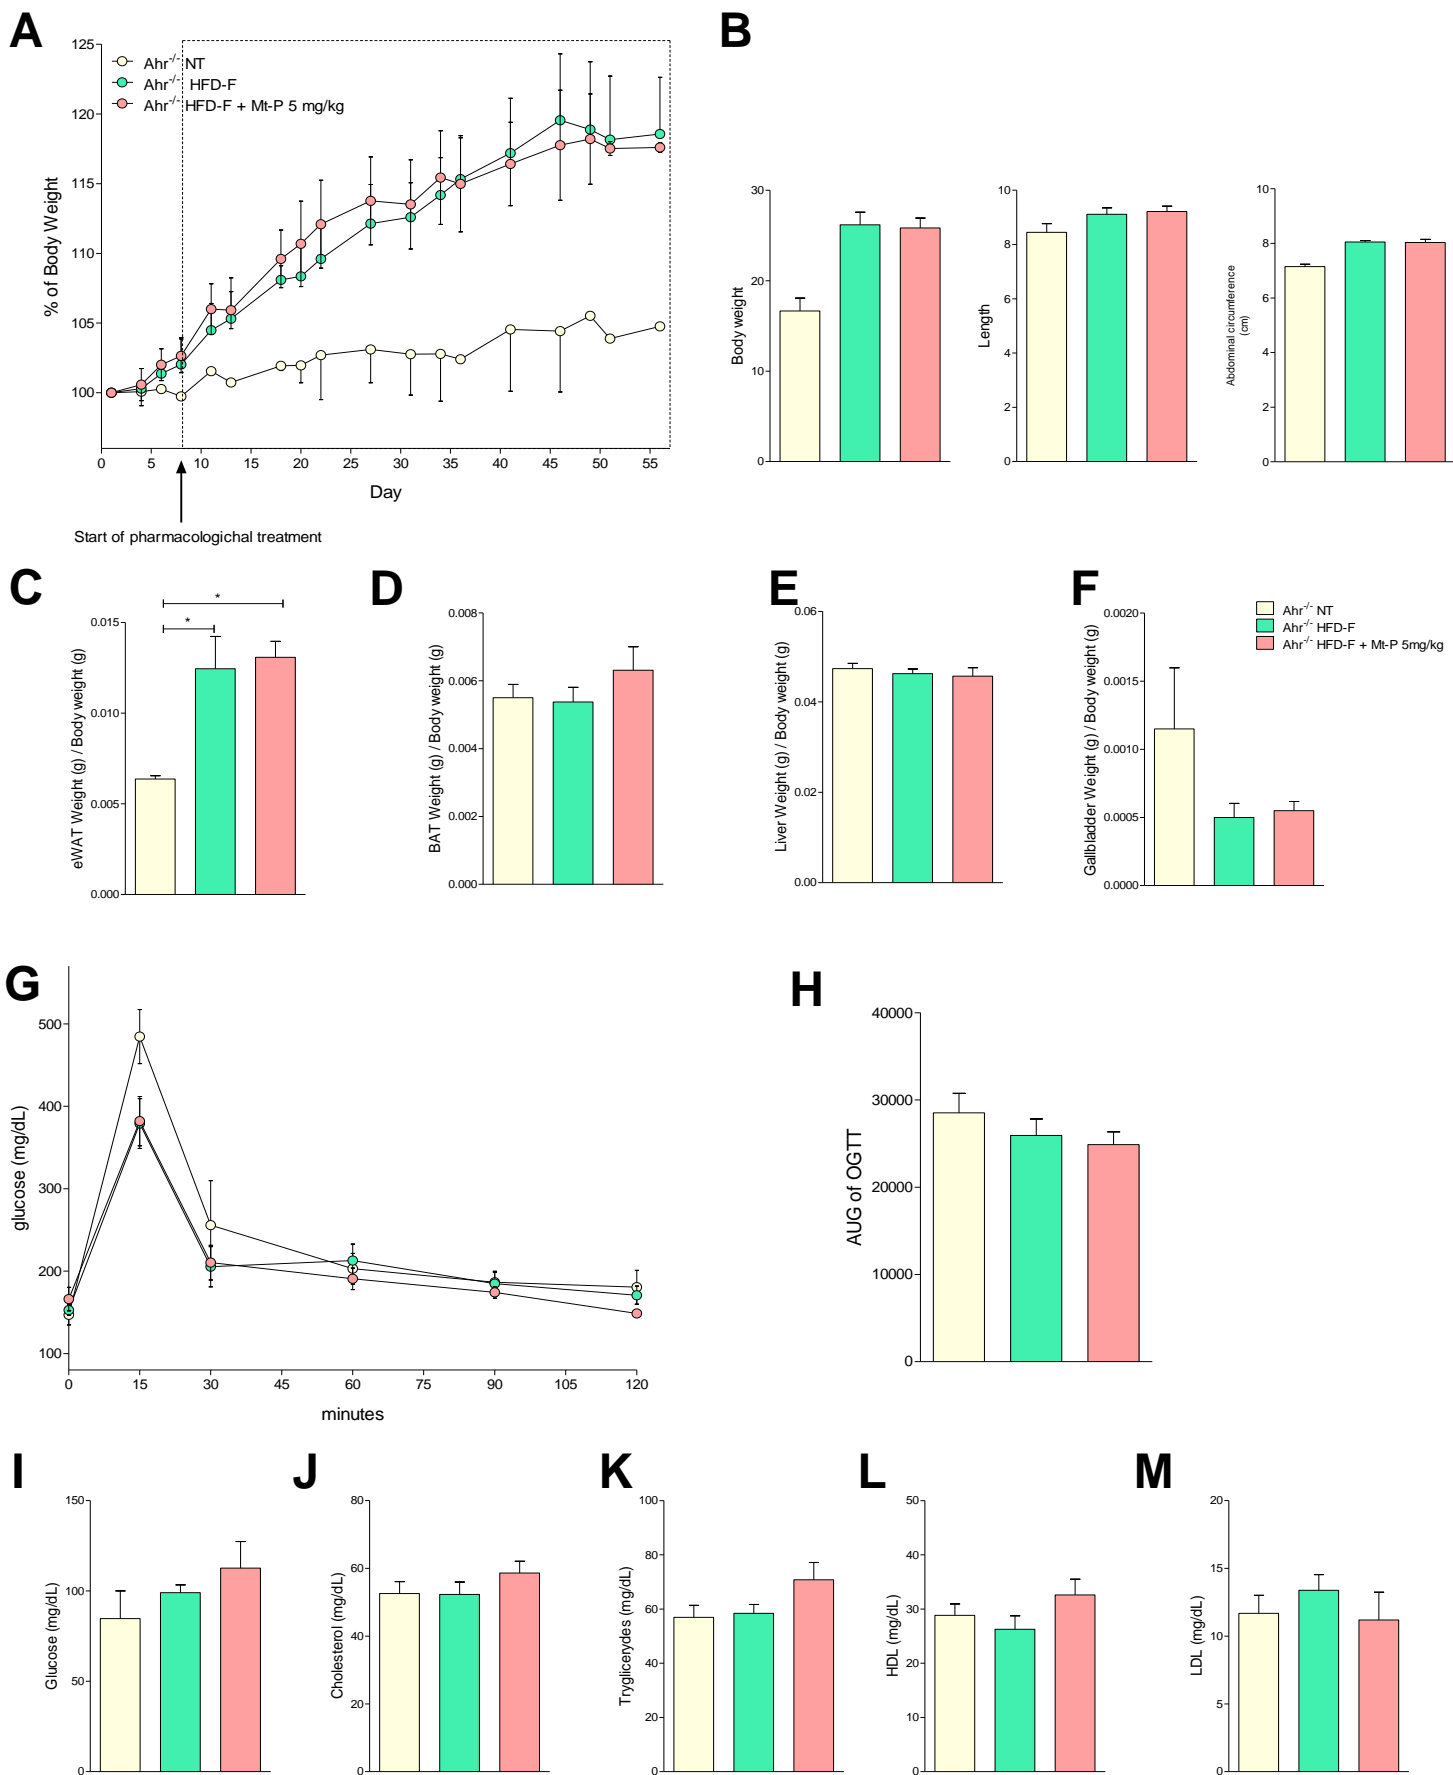 A
B
125
120
115
110
105
100
% of Body Weight
Ahr-/- NT
Ahr-/- HFD-F
Ahr-/- HFD-F + Mt-P 5 mg/kg
0 5 10 15 20 25 30 35 40 45 50 55
Day
Start of pharmacologichal treatment
30
20
10
0
Body weight
10
8
6
4
2
0
Length
10
8
6
4
2
0
Abdominal circumference
(cm)
C
D
E
F
* 
*
0.015
0.010
0.005
0.000
eWAT Weight (g) / Body weight (g)
0.008
0.006
0.004
0.002
0.000
BAT Weight (g) / Body weight (g)
0.06
0.04
0.02
0.00
Liver Weight (g) / Body weight (g)
0.0020
0.0015
0.0010
0.0005
0.0000
Gallbladder Weight (g) / Body weight (g)
Ahr-/- NT
Ahr-/- HFD-F
Ahr-/- HFD-F + Mt-P 5mg/kg
G
H
500
400
300
200
100
glucose (mg/dL)
0 15 30 45 60 75 90 105 120
minutes
40000
30000
20000
10000
0
AUG of OGTT
I
J
K
L
M
150
100
50
0
Glucose (mg/dL)
80
60
40
20
0
Cholesterol (mg/dL)
100
80
60
40
20
0
Tryglicerydes (mg/dL)
50
40
30
20
10
0
HDL (mg/dL)
20
15
10
5
0
LDL (mg/dL)